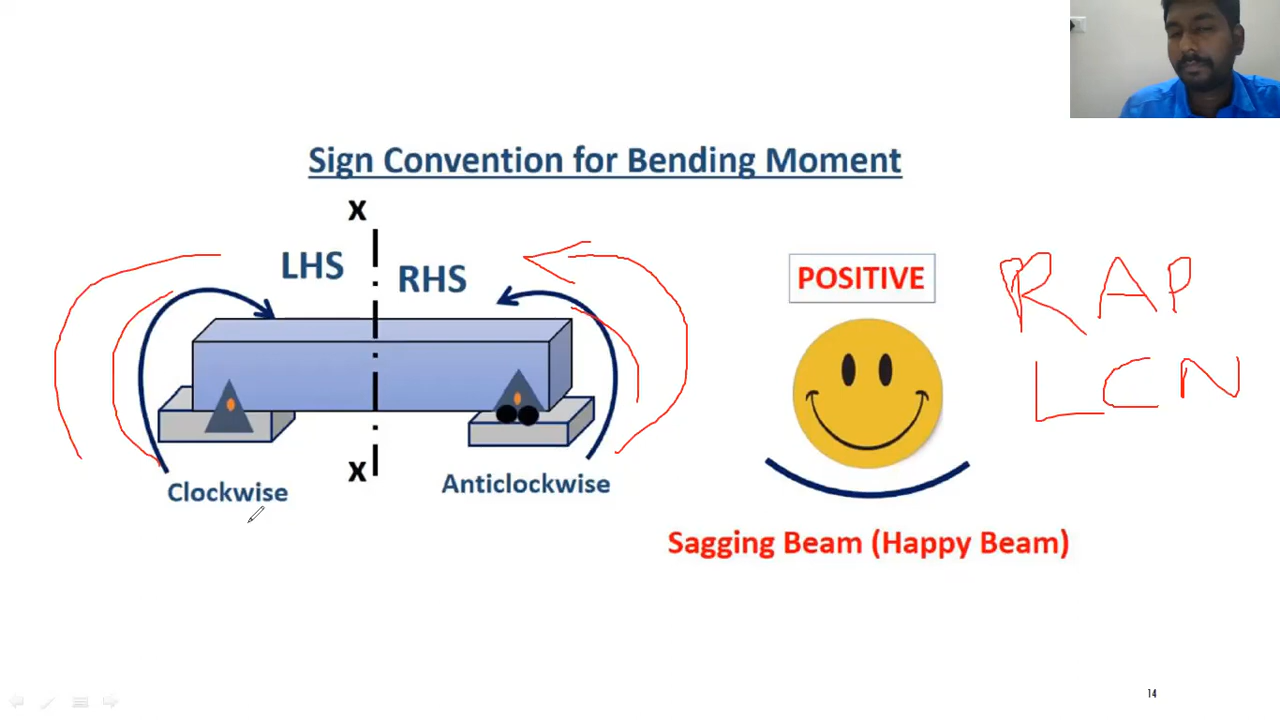 Sign Convention for Bending Moment
X
LHS
RHS
POSITIVE
RAP
LCN
X
Clockwise
Anticlockwise
Sagging Beam (Happy Beam)
14